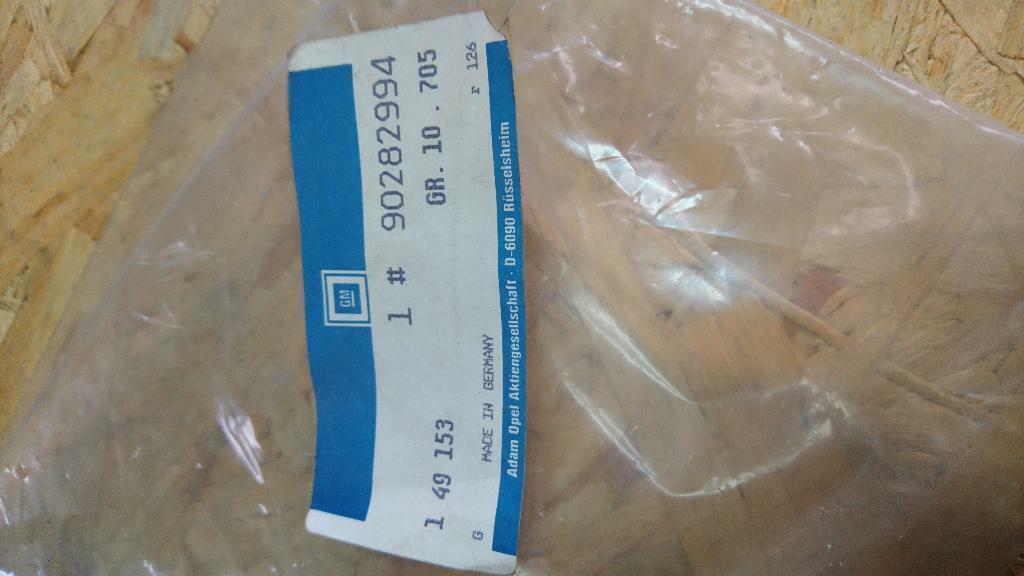 GM
1 # 90282994
1 49 153 GR. 10 . 705
G MADE IN GERMANY r 126
Adam Opel Aktiengesellschaft · D-6090 Rüsselsheim